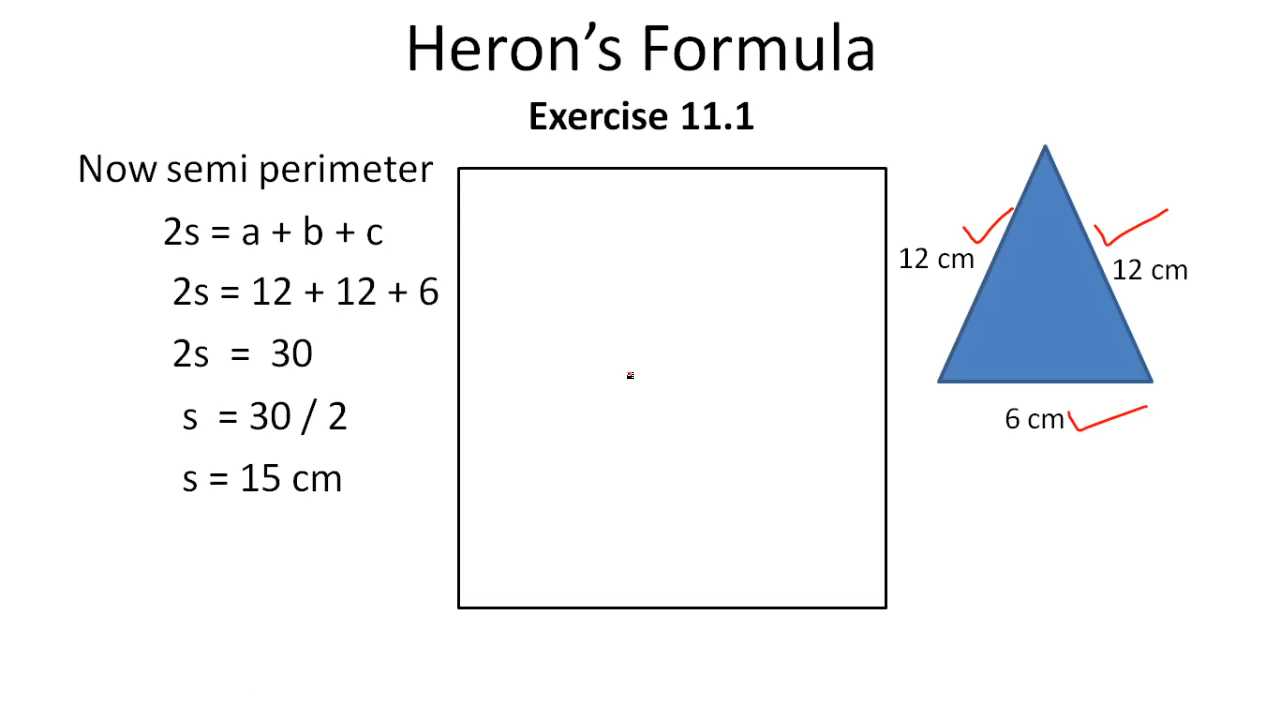 Heron’s Formula
Exercise 11.1
Now semi perimeter
2s = a + b + c
2s = 12 + 12 + 6
2s = 30
s = 30 / 2
s = 15 cm
12 cm
12 cm
6 cm